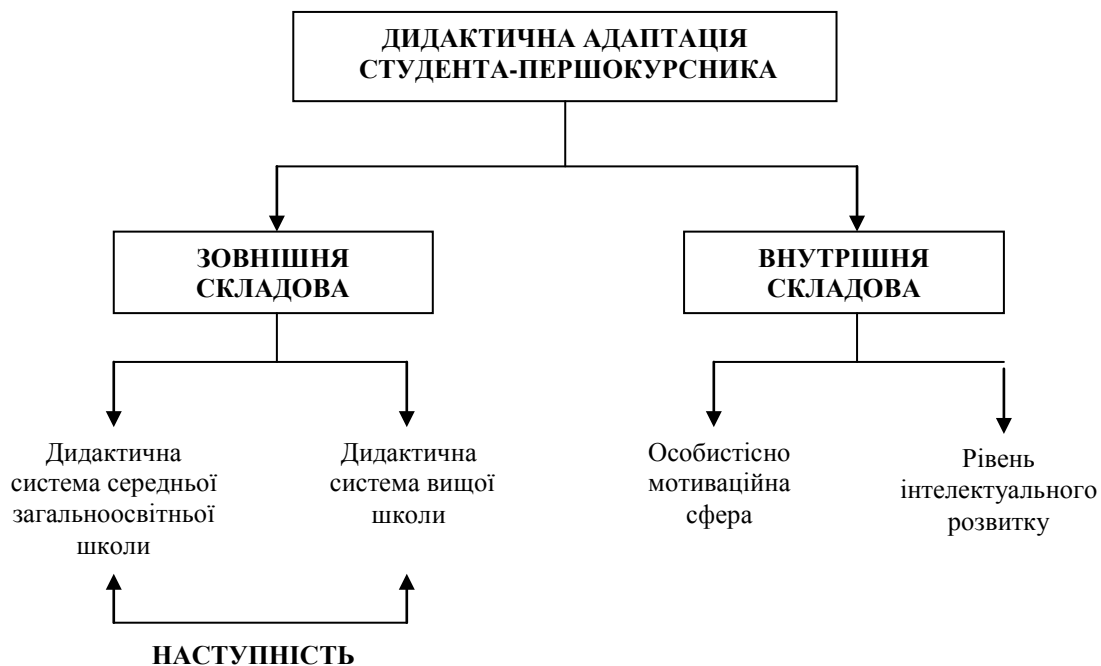 ДИДАКТИЧНА АДАПТАЦІЯ
СТУДЕНТА-ПЕРШОКУРСНИКА
ЗОВНІШНЯ
СКЛАДОВА
ВНУТРІШНЯ
СКЛАДОВА
Дидактична
система середньої
загальноосвітньої
школи
Дидактична
система вищої
школи
Особистісно
мотиваційна
сфера
Рівень
інтелектуального
розвитку
НАСТУПНІСТЬ